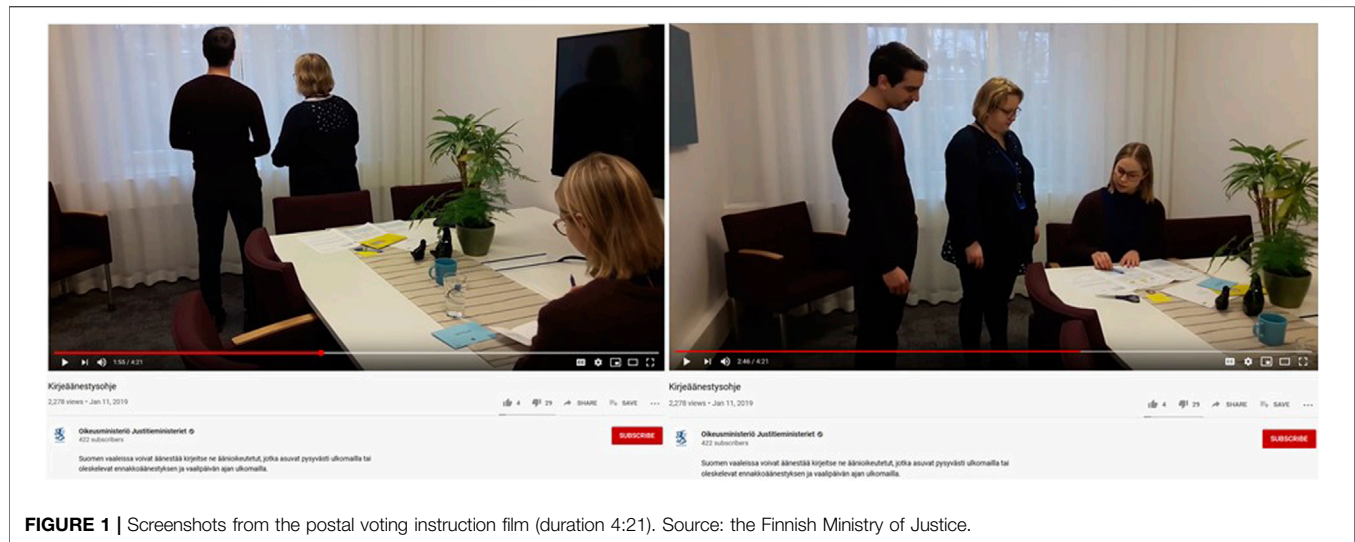 1:55 / 4:21
2:46 / 4:21
Kirjeäänestysohje
2,278 views • Jan 11, 2019
4 29 SHARE SAVE
Oikeusministeriö Justitieministeriet
422 subscribers
SUBSCRIBE
Suomen vaaleissa voivat äänestää kirjeitse ne äänioikeutetut, jotka asuvat pysyvästi ulkomailla tai
oleskelevat ennakkoäänestyksen ja vaalipäivän ajan ulkomailla.
Kirjeäänestysohje
2,278 views • Jan 11, 2019
4 29 SHARE SAVE
Oikeusministeriö Justitieministeriet
422 subscribers
SUBSCRIBE
Suomen vaaleissa voivat äänestää kirjeitse ne äänioikeutetut, jotka asuvat pysyvästi ulkomailla tai
oleskelevat ennakkoäänestyksen ja vaalipäivän ajan ulkomailla.
FIGURE 1 | Screenshots from the postal voting instruction film (duration 4:21). Source: the Finnish Ministry of Justice.